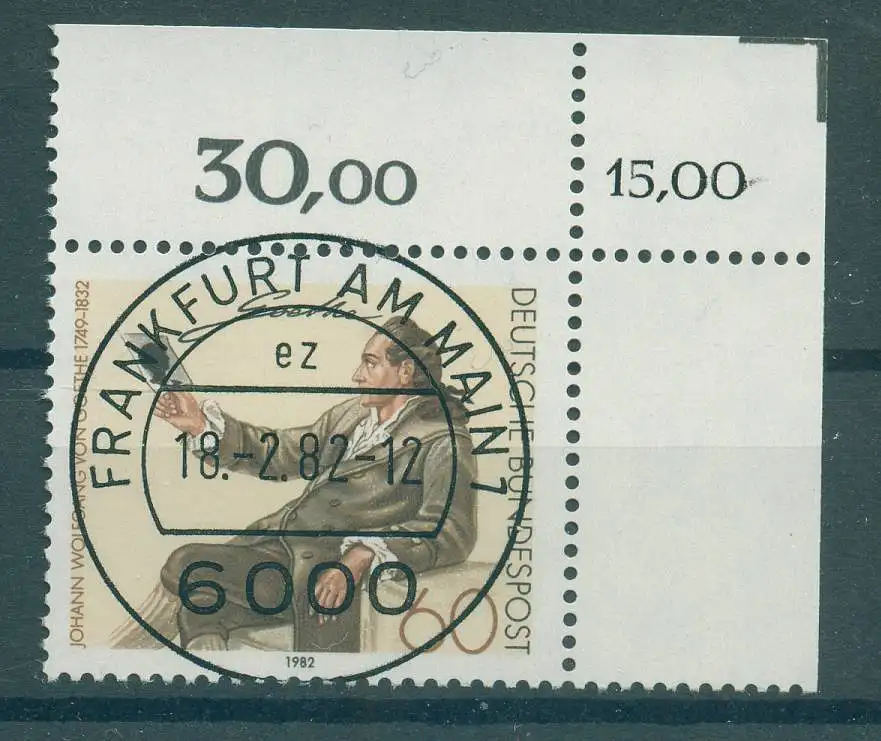 30,00
15,00
FRANKFURT AM MAIN 1
Goethe
ez
18.-2.82-12
6000
JOHANN WOLFGANG VON GOETHE 1749-1832
DEUTSCHE BUNDESPOST
60
1982